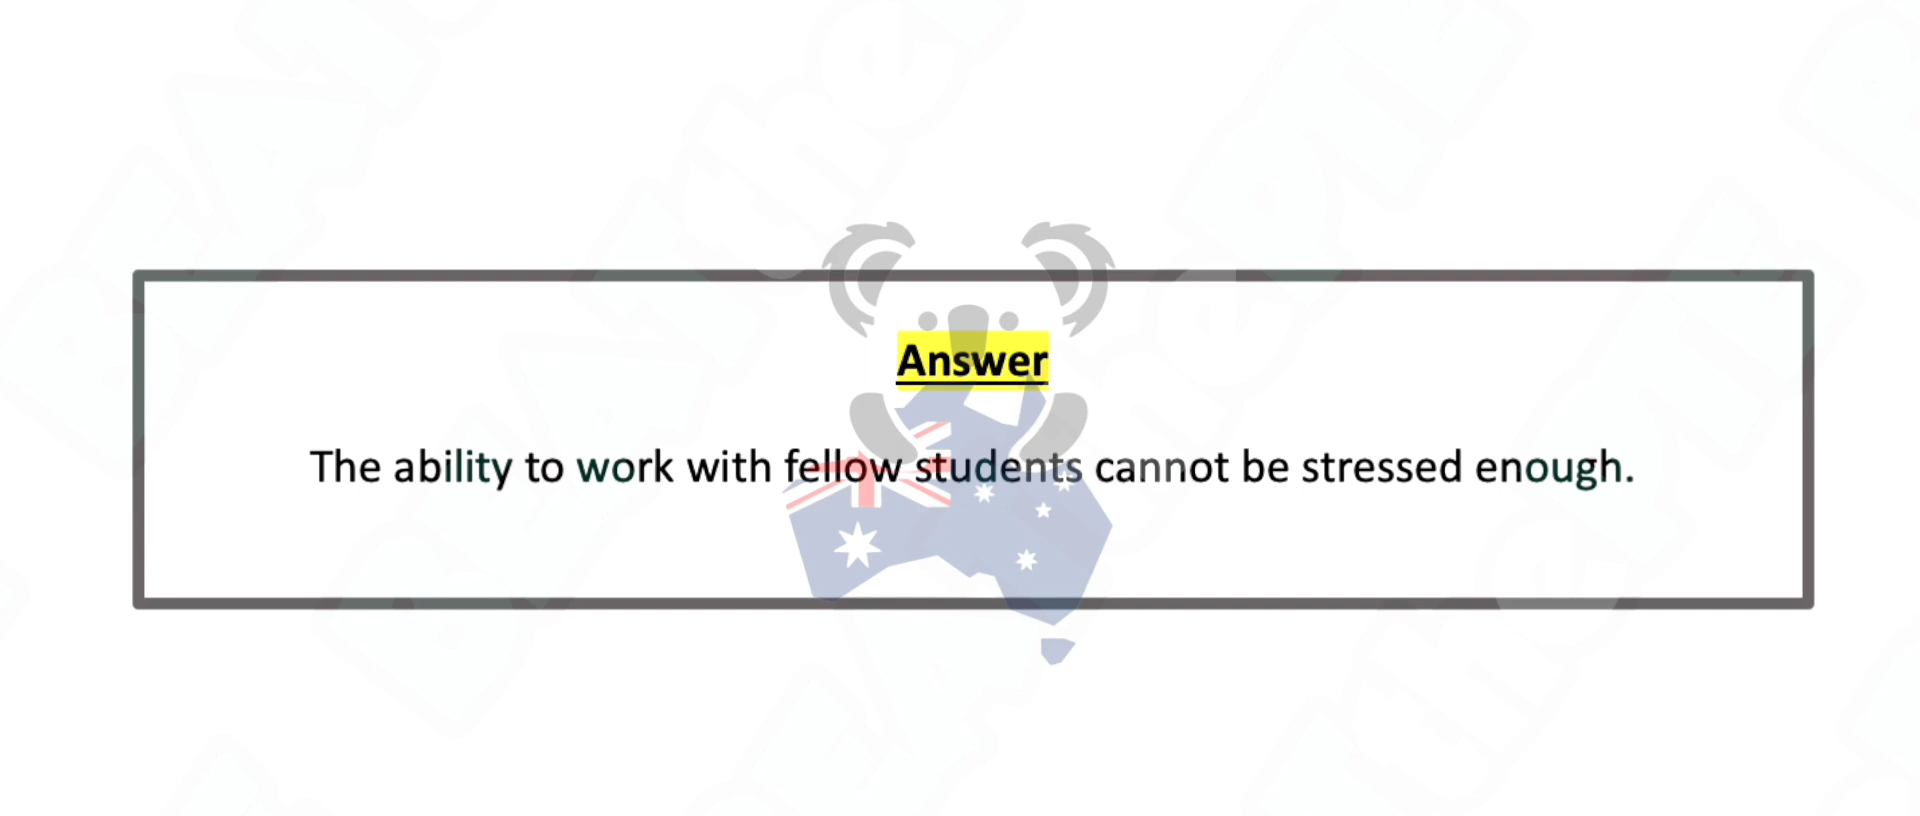 Answer
The ability to work with fellow students cannot be stressed enough.